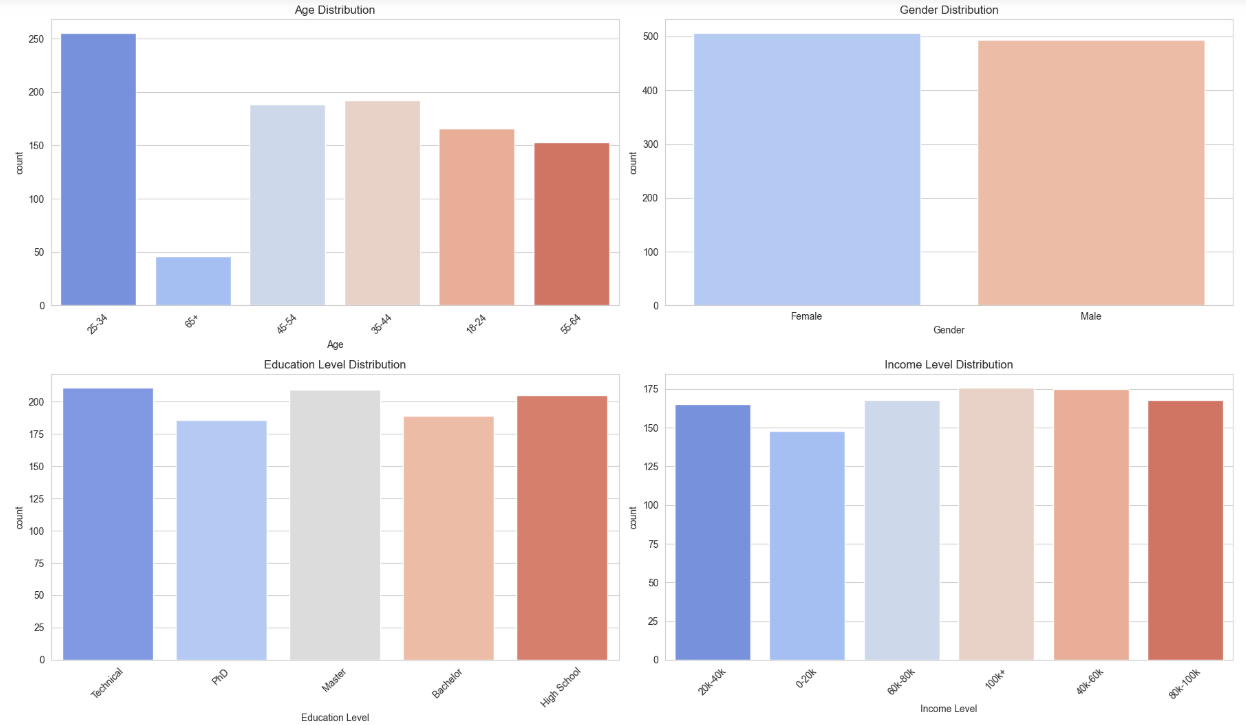 Age Distribution
250
200
150
100
50
0
count
25-34
65+
45-54
35-44
18-24
55-64
Age
Gender Distribution
500
400
300
200
100
0
count
Female
Male
Gender
Education Level Distribution
200
175
150
125
100
75
50
25
0
count
Technical
PhD
Master
Bachelor
High School
Education Level
Income Level Distribution
175
150
125
100
75
50
25
0
count
20k-40k
0-20k
60k-80k
100k+
40k-60k
80k-100k
Income Level